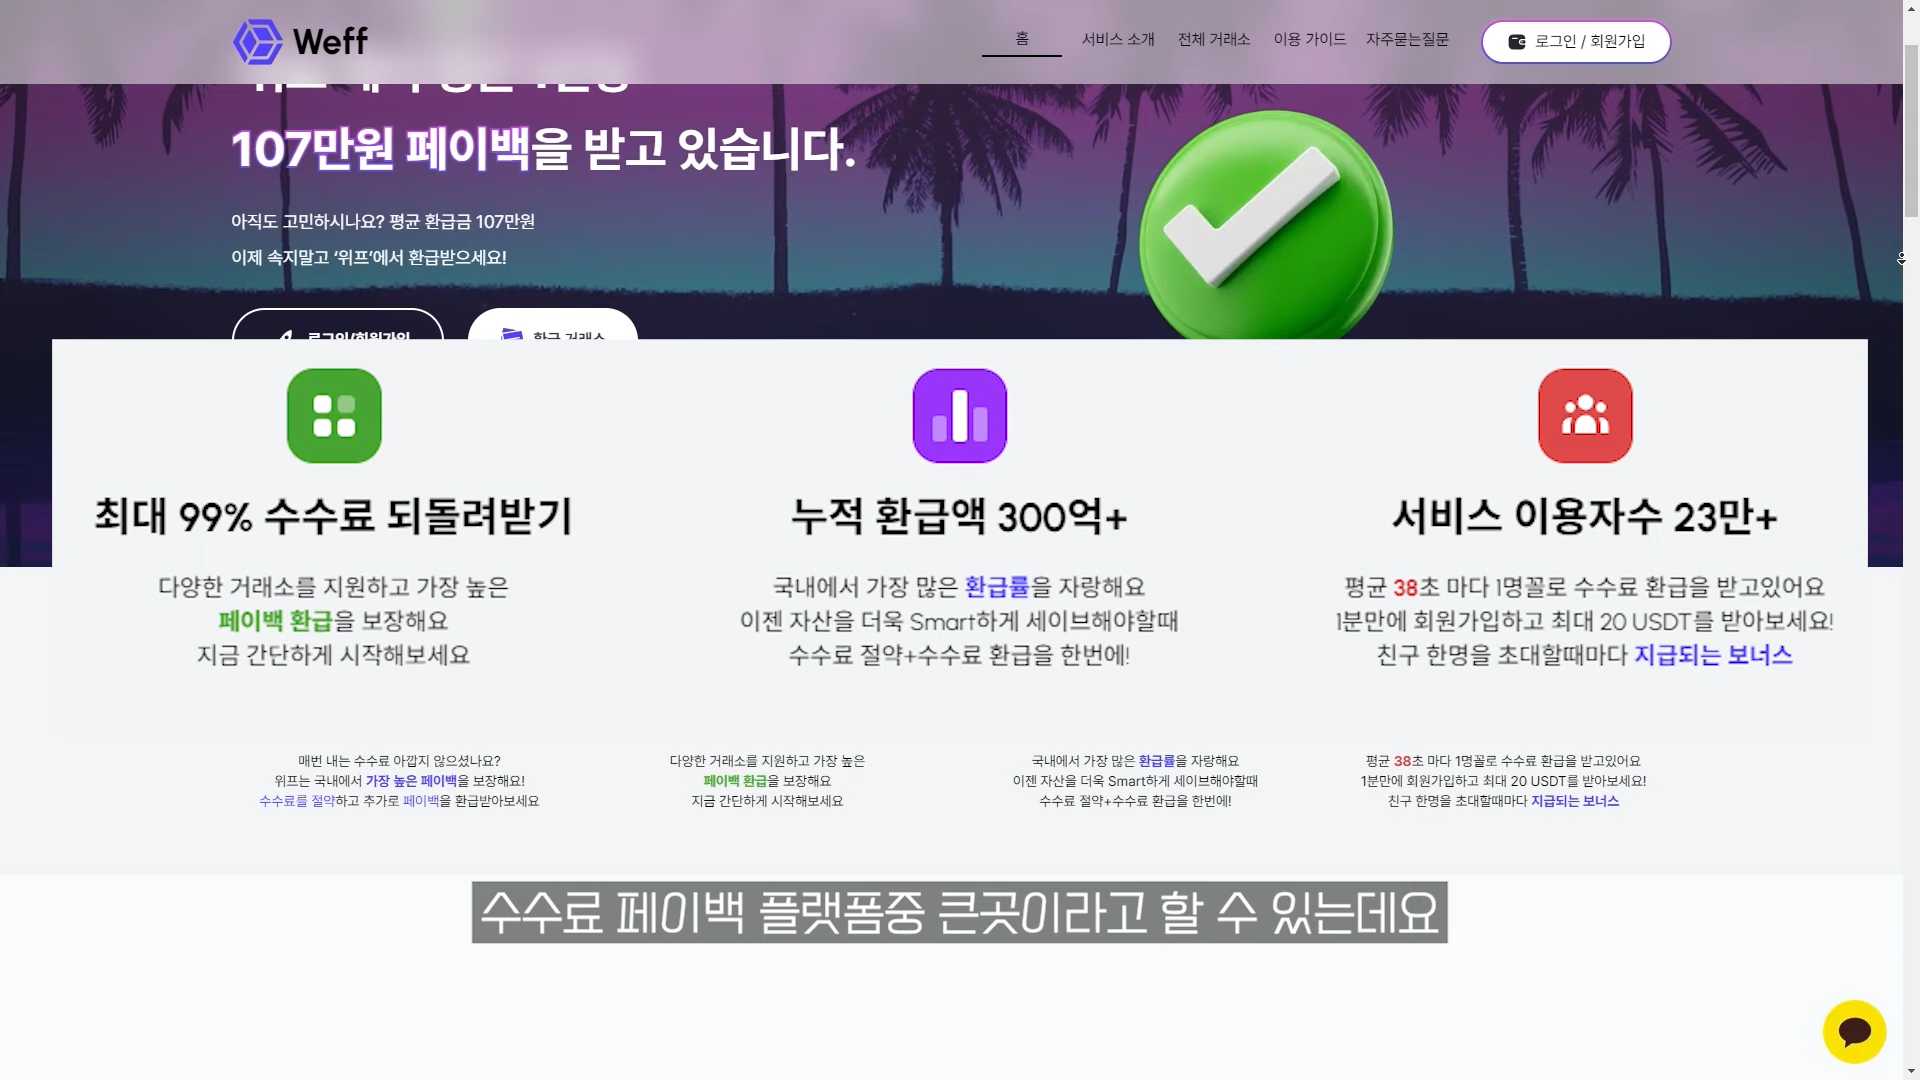 Weff
홈
서비스 소개
전체 거래소
이용 가이드
자주묻는질문
로그인 / 회원가입
107만원 페이백을 받고 있습니다.
아직도 고민하시나요? 평균 환급금 107만원
이제 속지말고 ‘위프’에서 환급받으세요!
로그인/회원가입
환급 거래소
최대 99% 수수료 되돌려받기
다양한 거래소를 지원하고 가장 높은
페이백 환급을 보장해요
지금 간단하게 시작해보세요
누적 환급액 300억+
국내에서 가장 많은 환급률을 자랑해요
이젠 자산을 더욱 Smart하게 세이브해야할때
수수료 절약+수수료 환급을 한번에!
서비스 이용자수 23만+
평균 38초 마다 1명꼴로 수수료 환급을 받고있어요
1분만에 회원가입하고 최대 20 USDT를 받아보세요!
친구 한명을 초대할때마다 지급되는 보너스
매번 내는 수수료 아깝지 않으셨나요?
위프는 국내에서 가장 높은 페이백을 보장해요!
수수료를 절약하고 추가로 페이백을 환급받아보세요
다양한 거래소를 지원하고 가장 높은
페이백 환급을 보장해요
지금 간단하게 시작해보세요
국내에서 가장 많은 환급률을 자랑해요
이젠 자산을 더욱 Smart하게 세이브해야할때
수수료 절약+수수료 환급을 한번에!
평균 38초 마다 1명꼴로 수수료 환급을 받고있어요
1분만에 회원가입하고 최대 20 USDT를 받아보세요!
친구 한명을 초대할때마다 지급되는 보너스
수수료 페이백 플랫폼중 큰곳이라고 할 수 있는데요